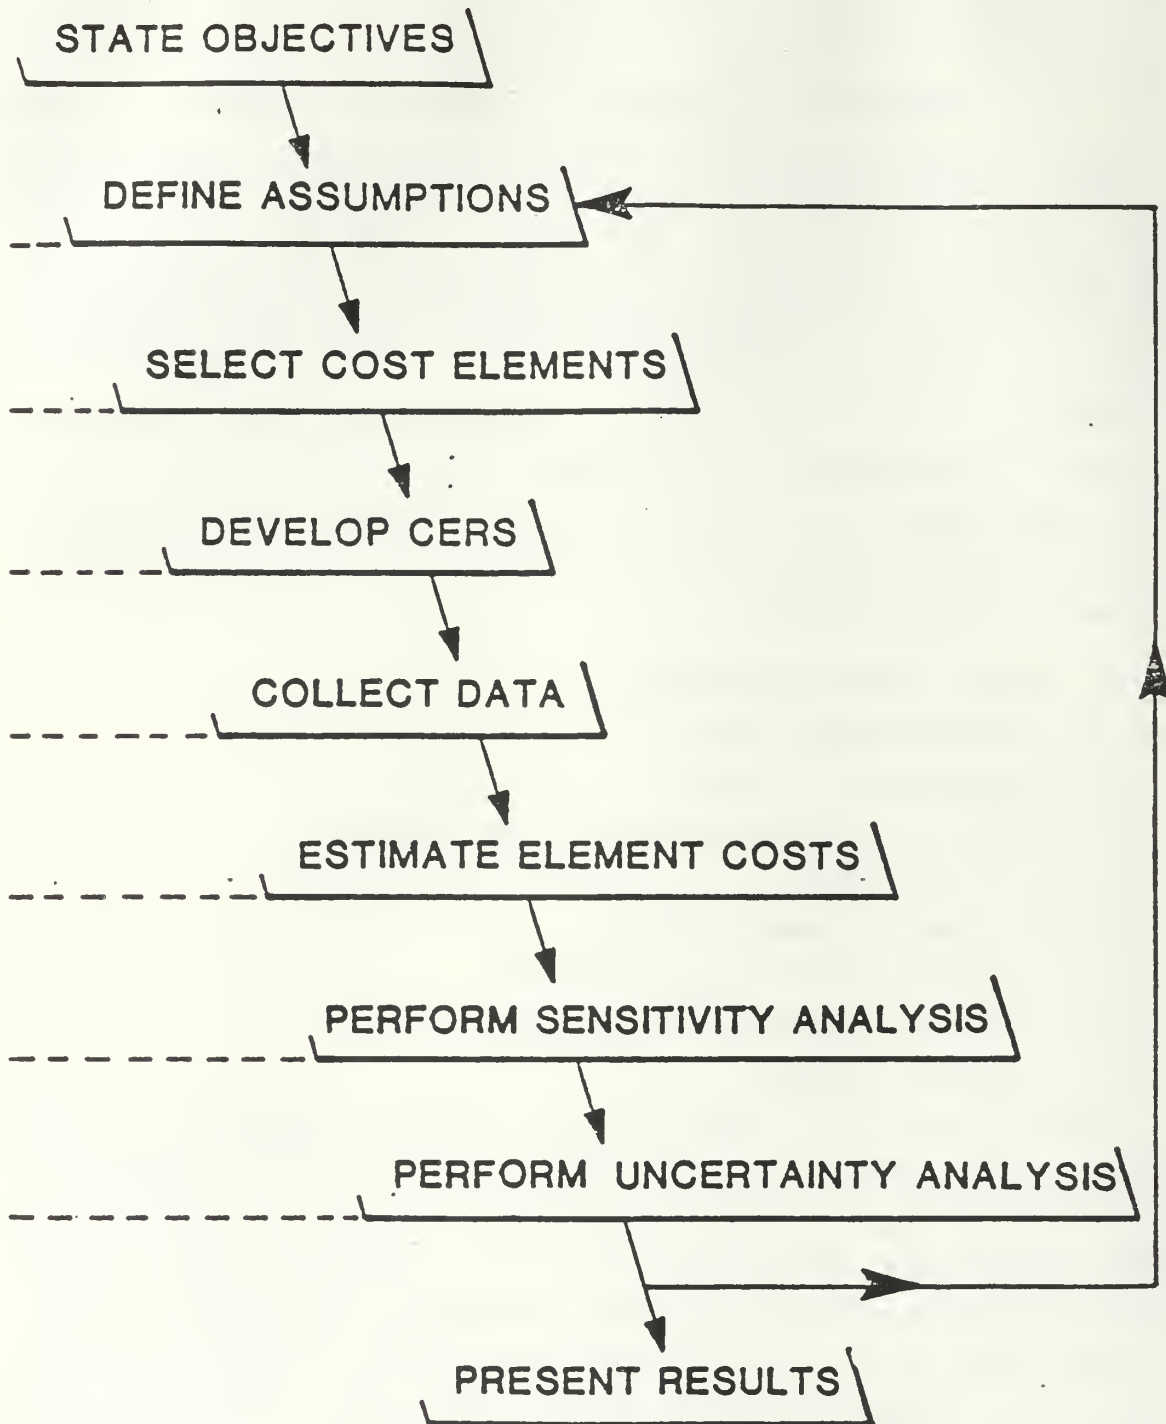 STATE OBJECTIVES
DEFINE ASSUMPTIONS
SELECT COST ELEMENTS
DEVELOP CERS
COLLECT DATA
ESTIMATE ELEMENT COSTS
PERFORM SENSITIVITY ANALYSIS
PERFORM UNCERTAINTY ANALYSIS
PRESENT RESULTS